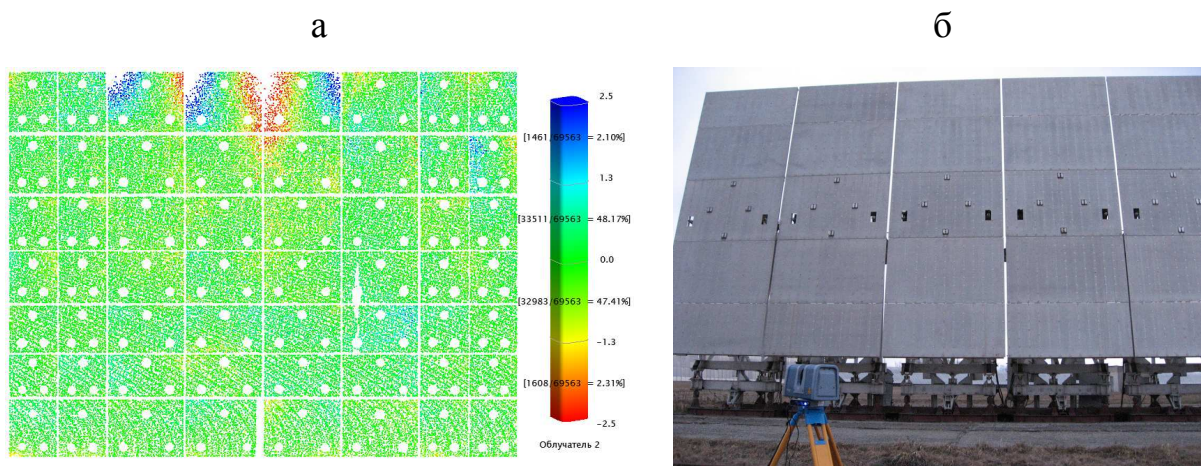 а
б
2.5
[1461/69563 = 2.10%]
1.3
[33511/69563 = 48.17%]
0.0
[32983/69563 = 47.41%]
-1.3
[1608/69563 = 2.31%]
-2.5
Облучатель 2